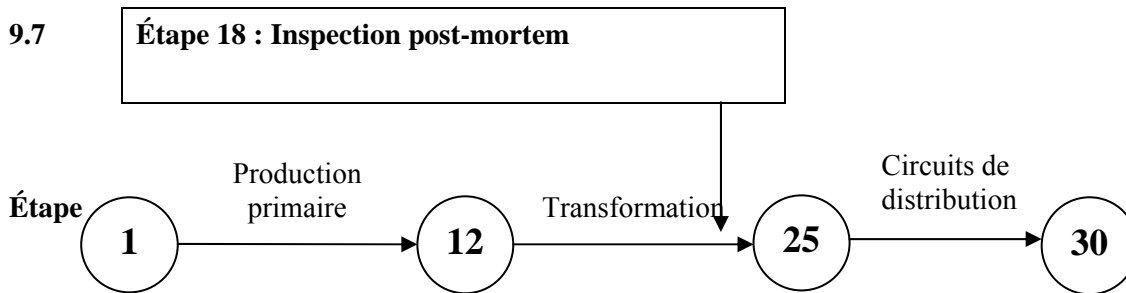 9.7 Étape 18 : Inspection post-mortem
Production
primaire
Transformation
Circuits de
distribution
Étape 1 12 25 30